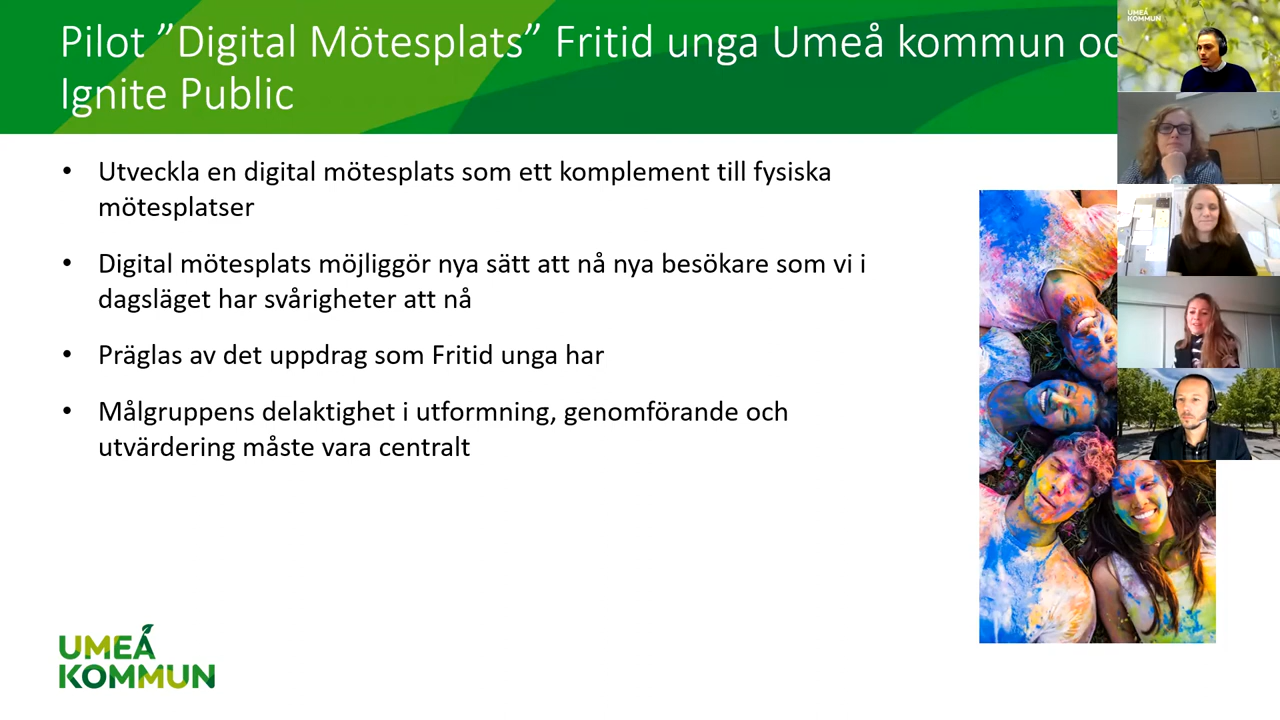 Pilot ”Digital Mötesplats” Fritid unga Umeå kommun oc
Ignite Public
UMEÅ
KOMMUN
• Utveckla en digital mötesplats som ett komplement till fysiska
mötesplatser
• Digital mötesplats möjliggör nya sätt att nå nya besökare som vi i
dagsläget har svårigheter att nå
• Präglas av det uppdrag som Fritid unga har
• Målgruppens delaktighet i utformning, genomförande och
utvärdering måste vara centralt
UMEÅ
KOMMUN